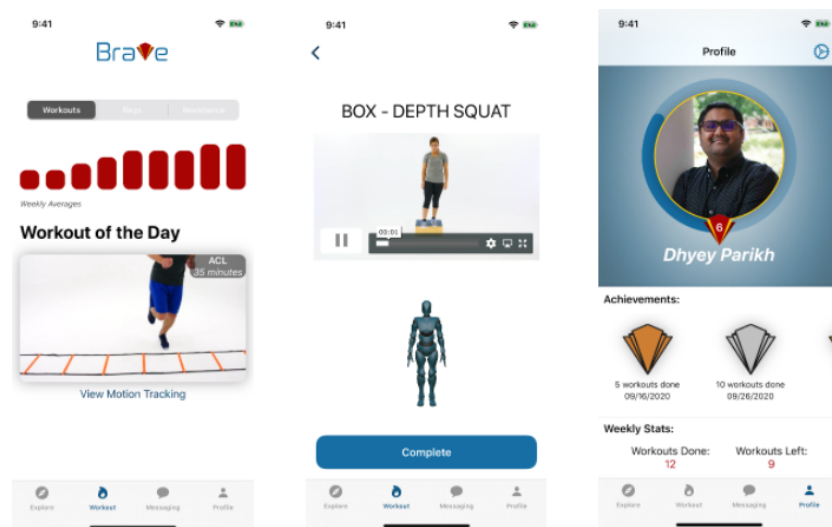 9:41
Brave
Workouts
Reps
Resistance
Weekly Averages
Workout of the Day
ACL
35 minutes
View Motion Tracking
Explore
Workout
Messaging
Profile
9:41
BOX - DEPTH SQUAT
00:01
Complete
Explore
Workout
Messaging
Profile
9:41
Profile
6
Dhyey Parikh
Achievements:
5 workouts done
09/16/2020
10 workouts done
09/26/2020
Weekly Stats:
Workouts Done:
12
Workouts Left:
9
Explore
Workout
Messaging
Profile